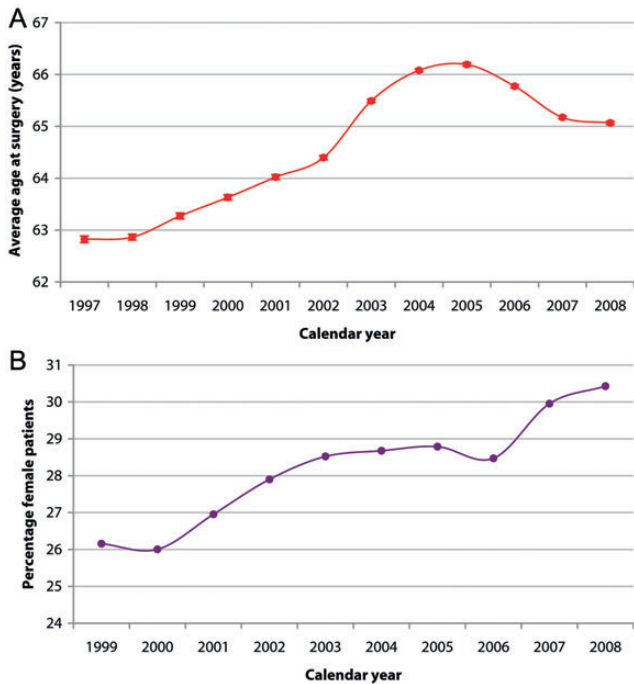 A
Average age at surgery (years)
67
66
65
64
63
62
1997 1998 1999 2000 2001 2002 2003 2004 2005 2006 2007 2008
Calendar year
B
Percentage female patients
31
30
29
28
27
26
25
24
1999 2000 2001 2002 2003 2004 2005 2006 2007 2008
Calendar year